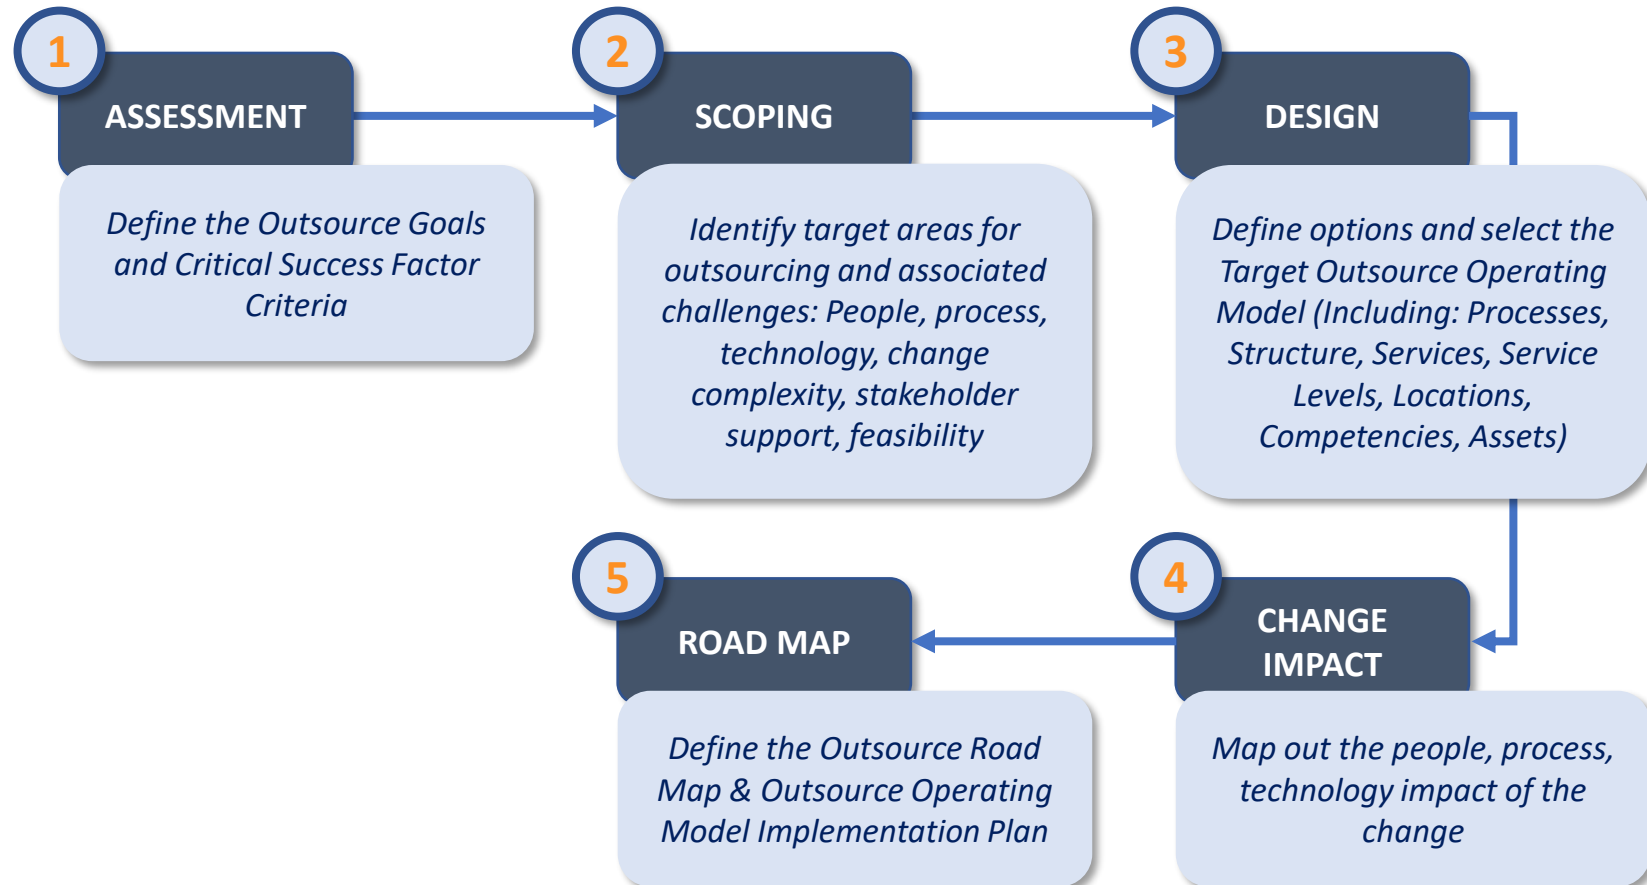 1
ASSESSMENT
Define the Outsource Goals
and Critical Success Factor
Criteria
2
SCOPING
Identify target areas for
outsourcing and associated
challenges: People, process,
technology, change
complexity, stakeholder
support, feasibility
3
DESIGN
Define options and select the
Target Outsource Operating
Model (Including: Processes,
Structure, Services, Service
Levels, Locations,
Competencies, Assets)
4
CHANGE
IMPACT
Map out the people, process,
technology impact of the
change
5
ROAD MAP
Define the Outsource Road
Map & Outsource Operating
Model Implementation Plan